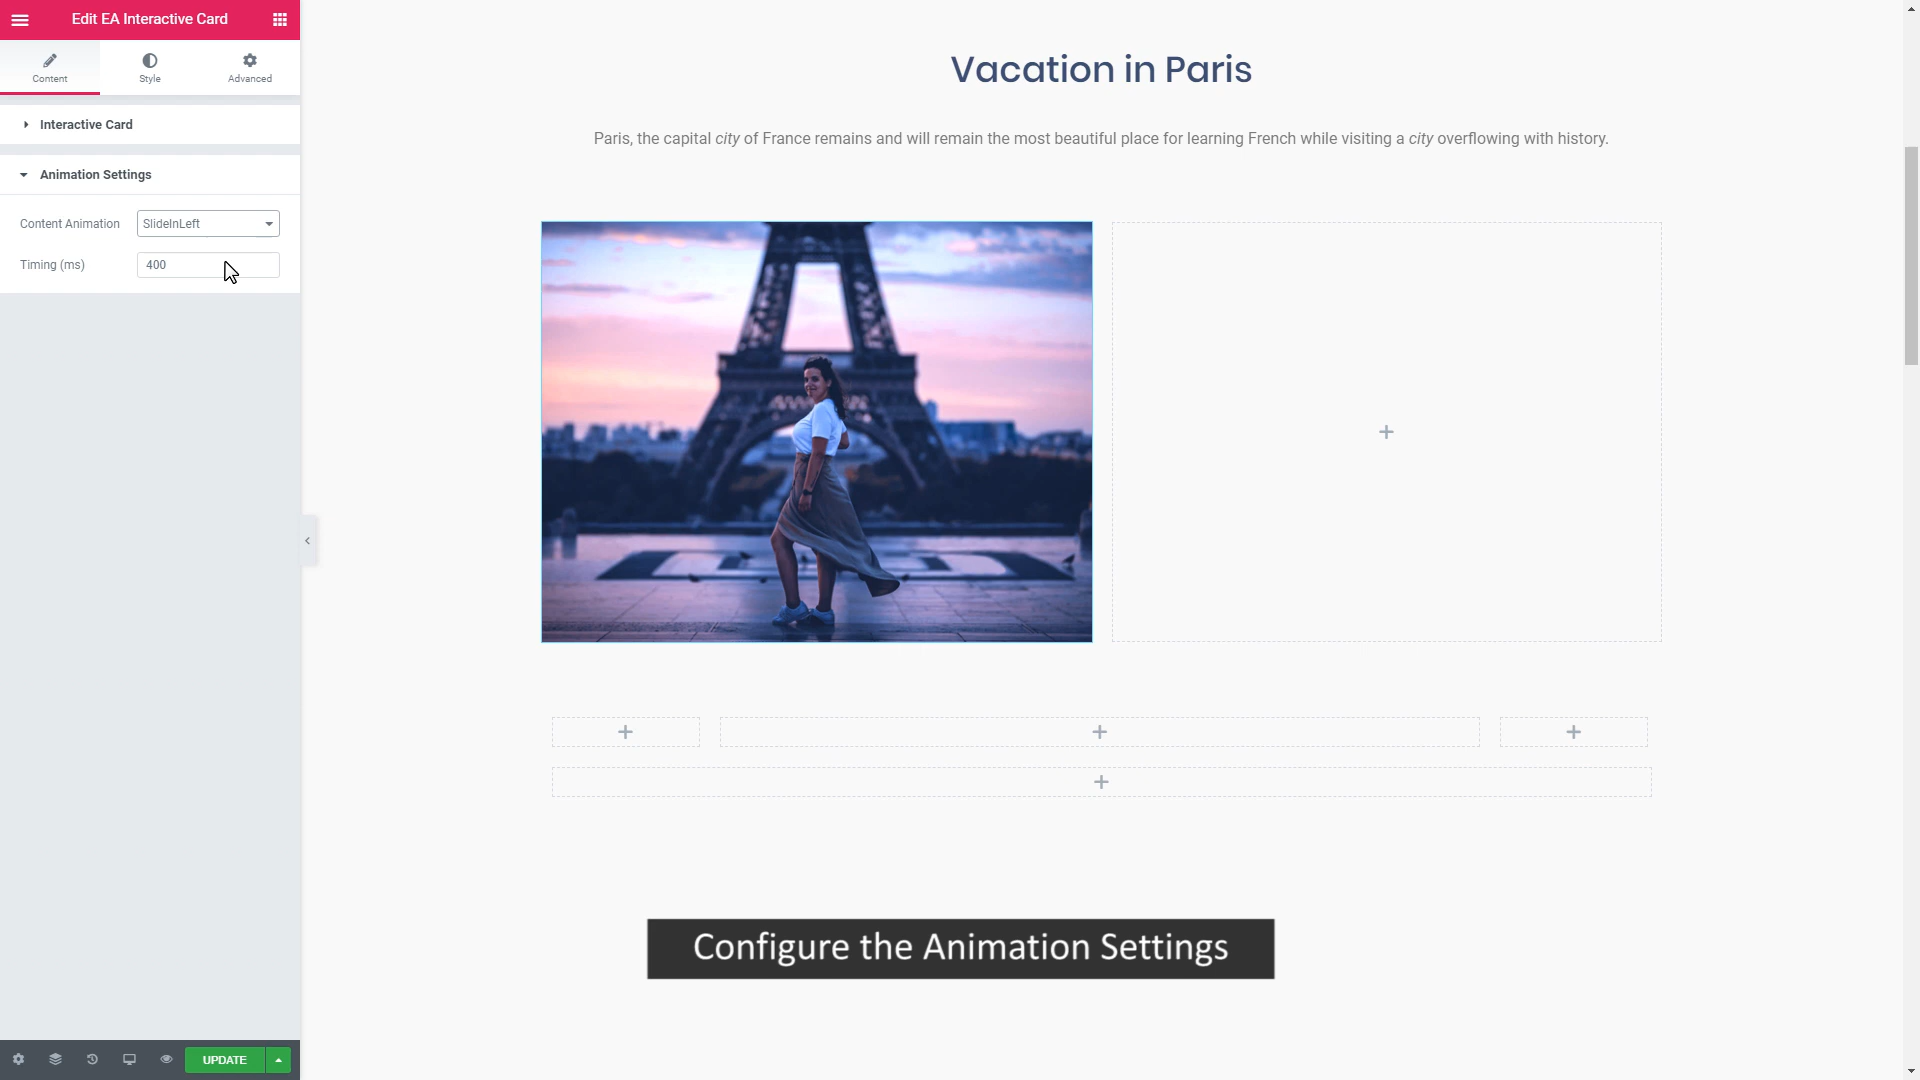 Edit EA Interactive Card
Content
Style
Advanced
Interactive Card
Animation Settings
Content Animation
SlideInLeft
Timing (ms)
400
UPDATE
Vacation in Paris
Paris, the capital city of France remains and will remain the most beautiful place for learning French while visiting a city overflowing with history.
Configure the Animation Settings